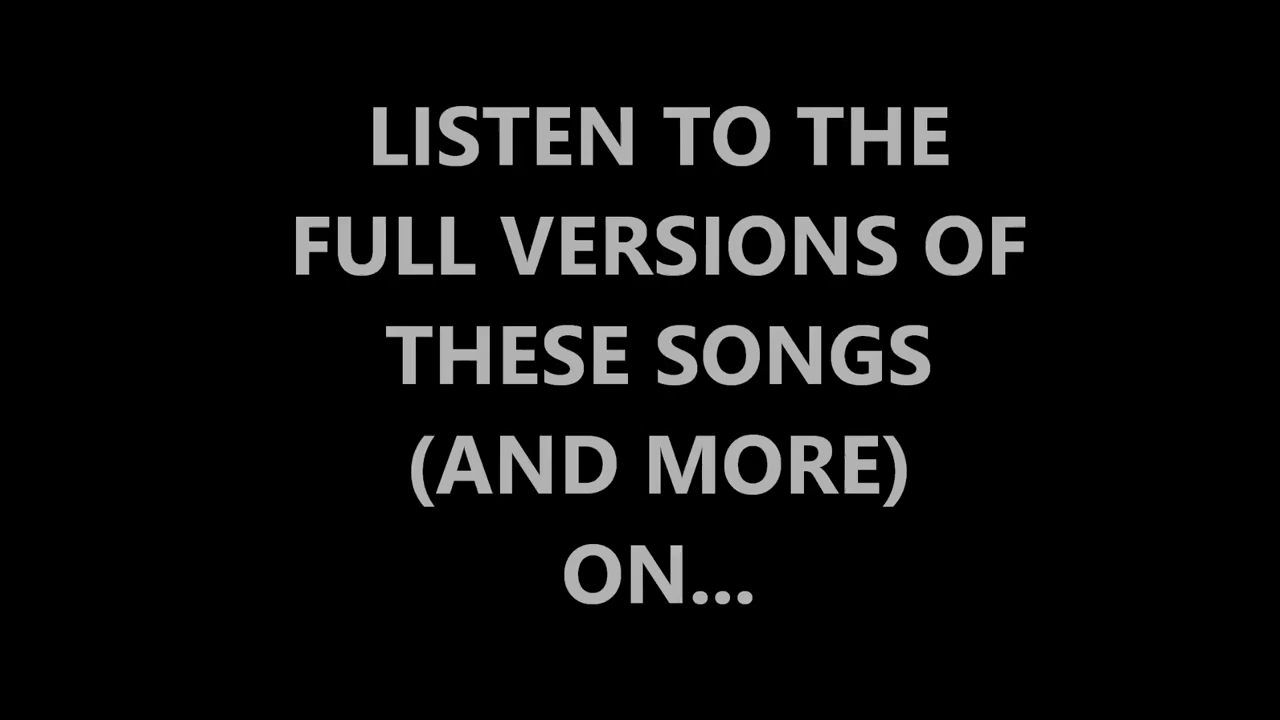 LISTEN TO THE
FULL VERSIONS OF
THESE SONGS
(AND MORE)
ON...